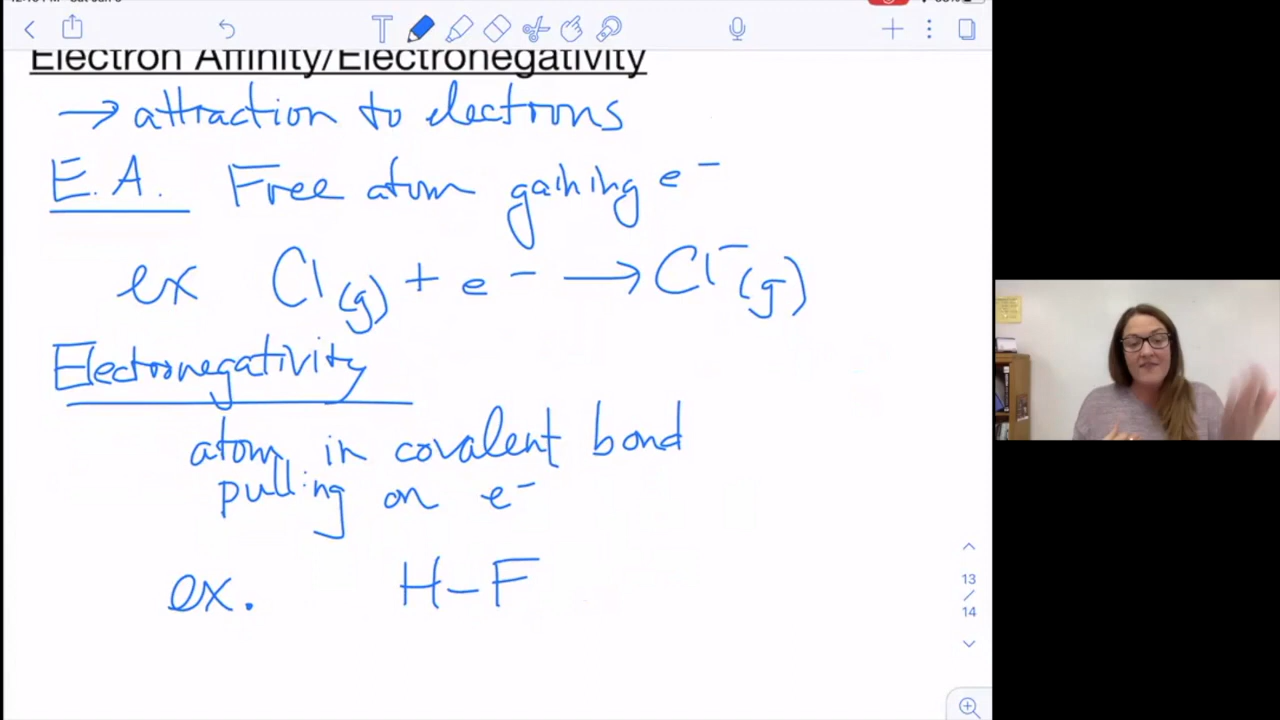 Electron Affinity/Electronegativity
→ attraction to electrons
E.A. Free atom gaining e⁻
ex Cl(g) + e⁻ → Cl⁻(g)
Electronegativity
atom in covalent bond
pulling on e⁻
ex. H–F
13
/
14